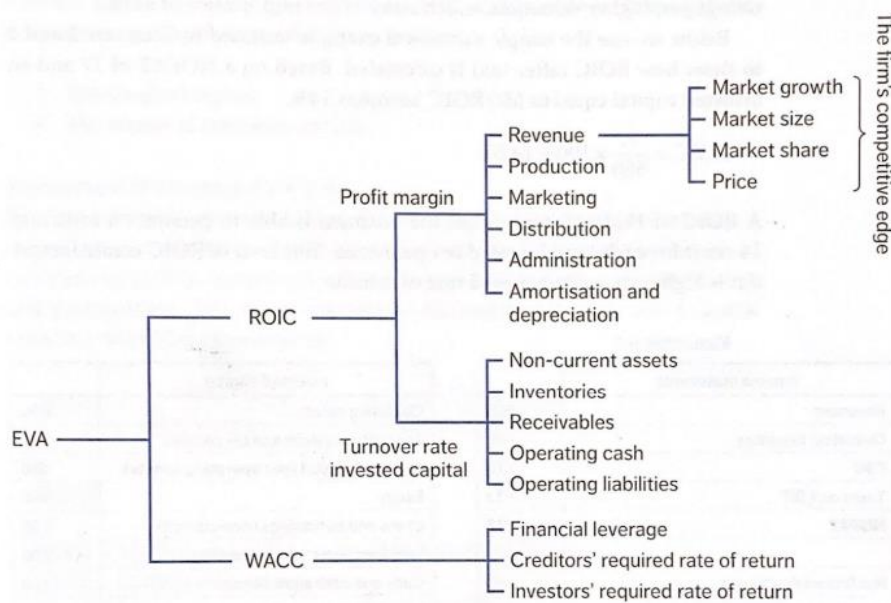 Market growth
Market size
Market share
Price
The firm's competitive edge
Revenue
Production
Marketing
Distribution
Administration
Amortisation and
depreciation
Profit margin
ROIC
Non-current assets
Inventories
Receivables
Operating cash
Operating liabilities
Turnover rate
invested capital
EVA
WACC
Financial leverage
Creditors' required rate of return
Investors' required rate of return